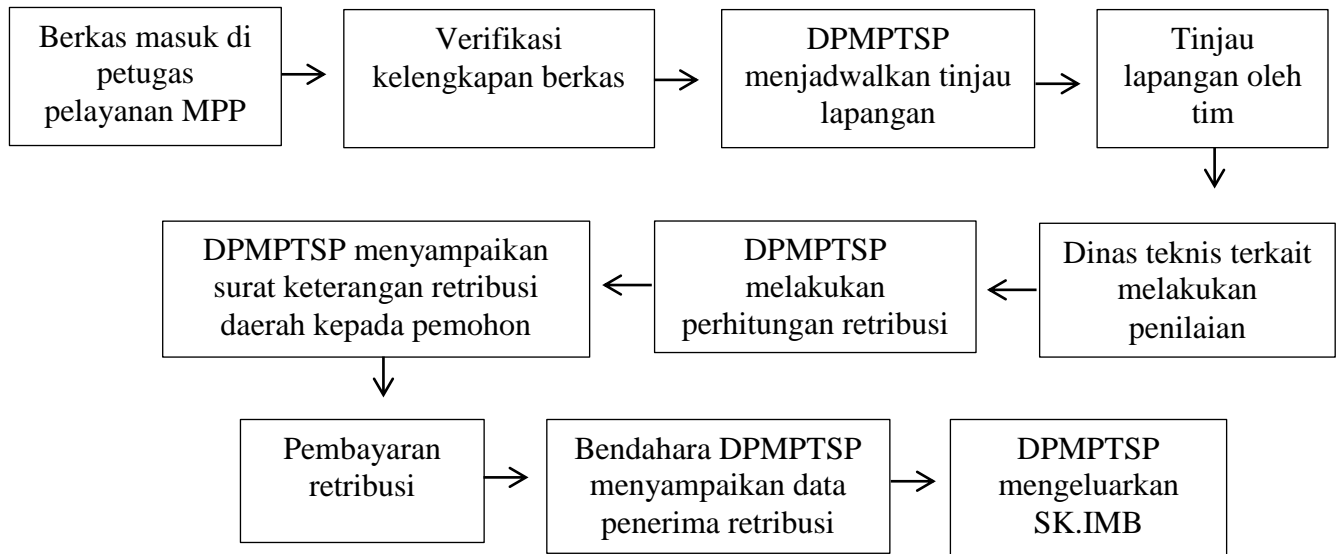 Berkas masuk di
petugas
pelayanan MPP
Verifikasi
kelengkapan berkas
DPMPTSP
menjadwalkan tinjau
lapangan
Tinjau
lapangan oleh
tim
Dinas teknis terkait
melakukan
penilaian
DPMPTSP
melakukan
perhitungan retribusi
DPMPTSP menyampaikan
surat keterangan retribusi
daerah kepada pemohon
Pembayaran
retribusi
Bendahara DPMPTSP
menyampaikan data
penerima retribusi
DPMPTSP
mengeluarkan
SK.IMB